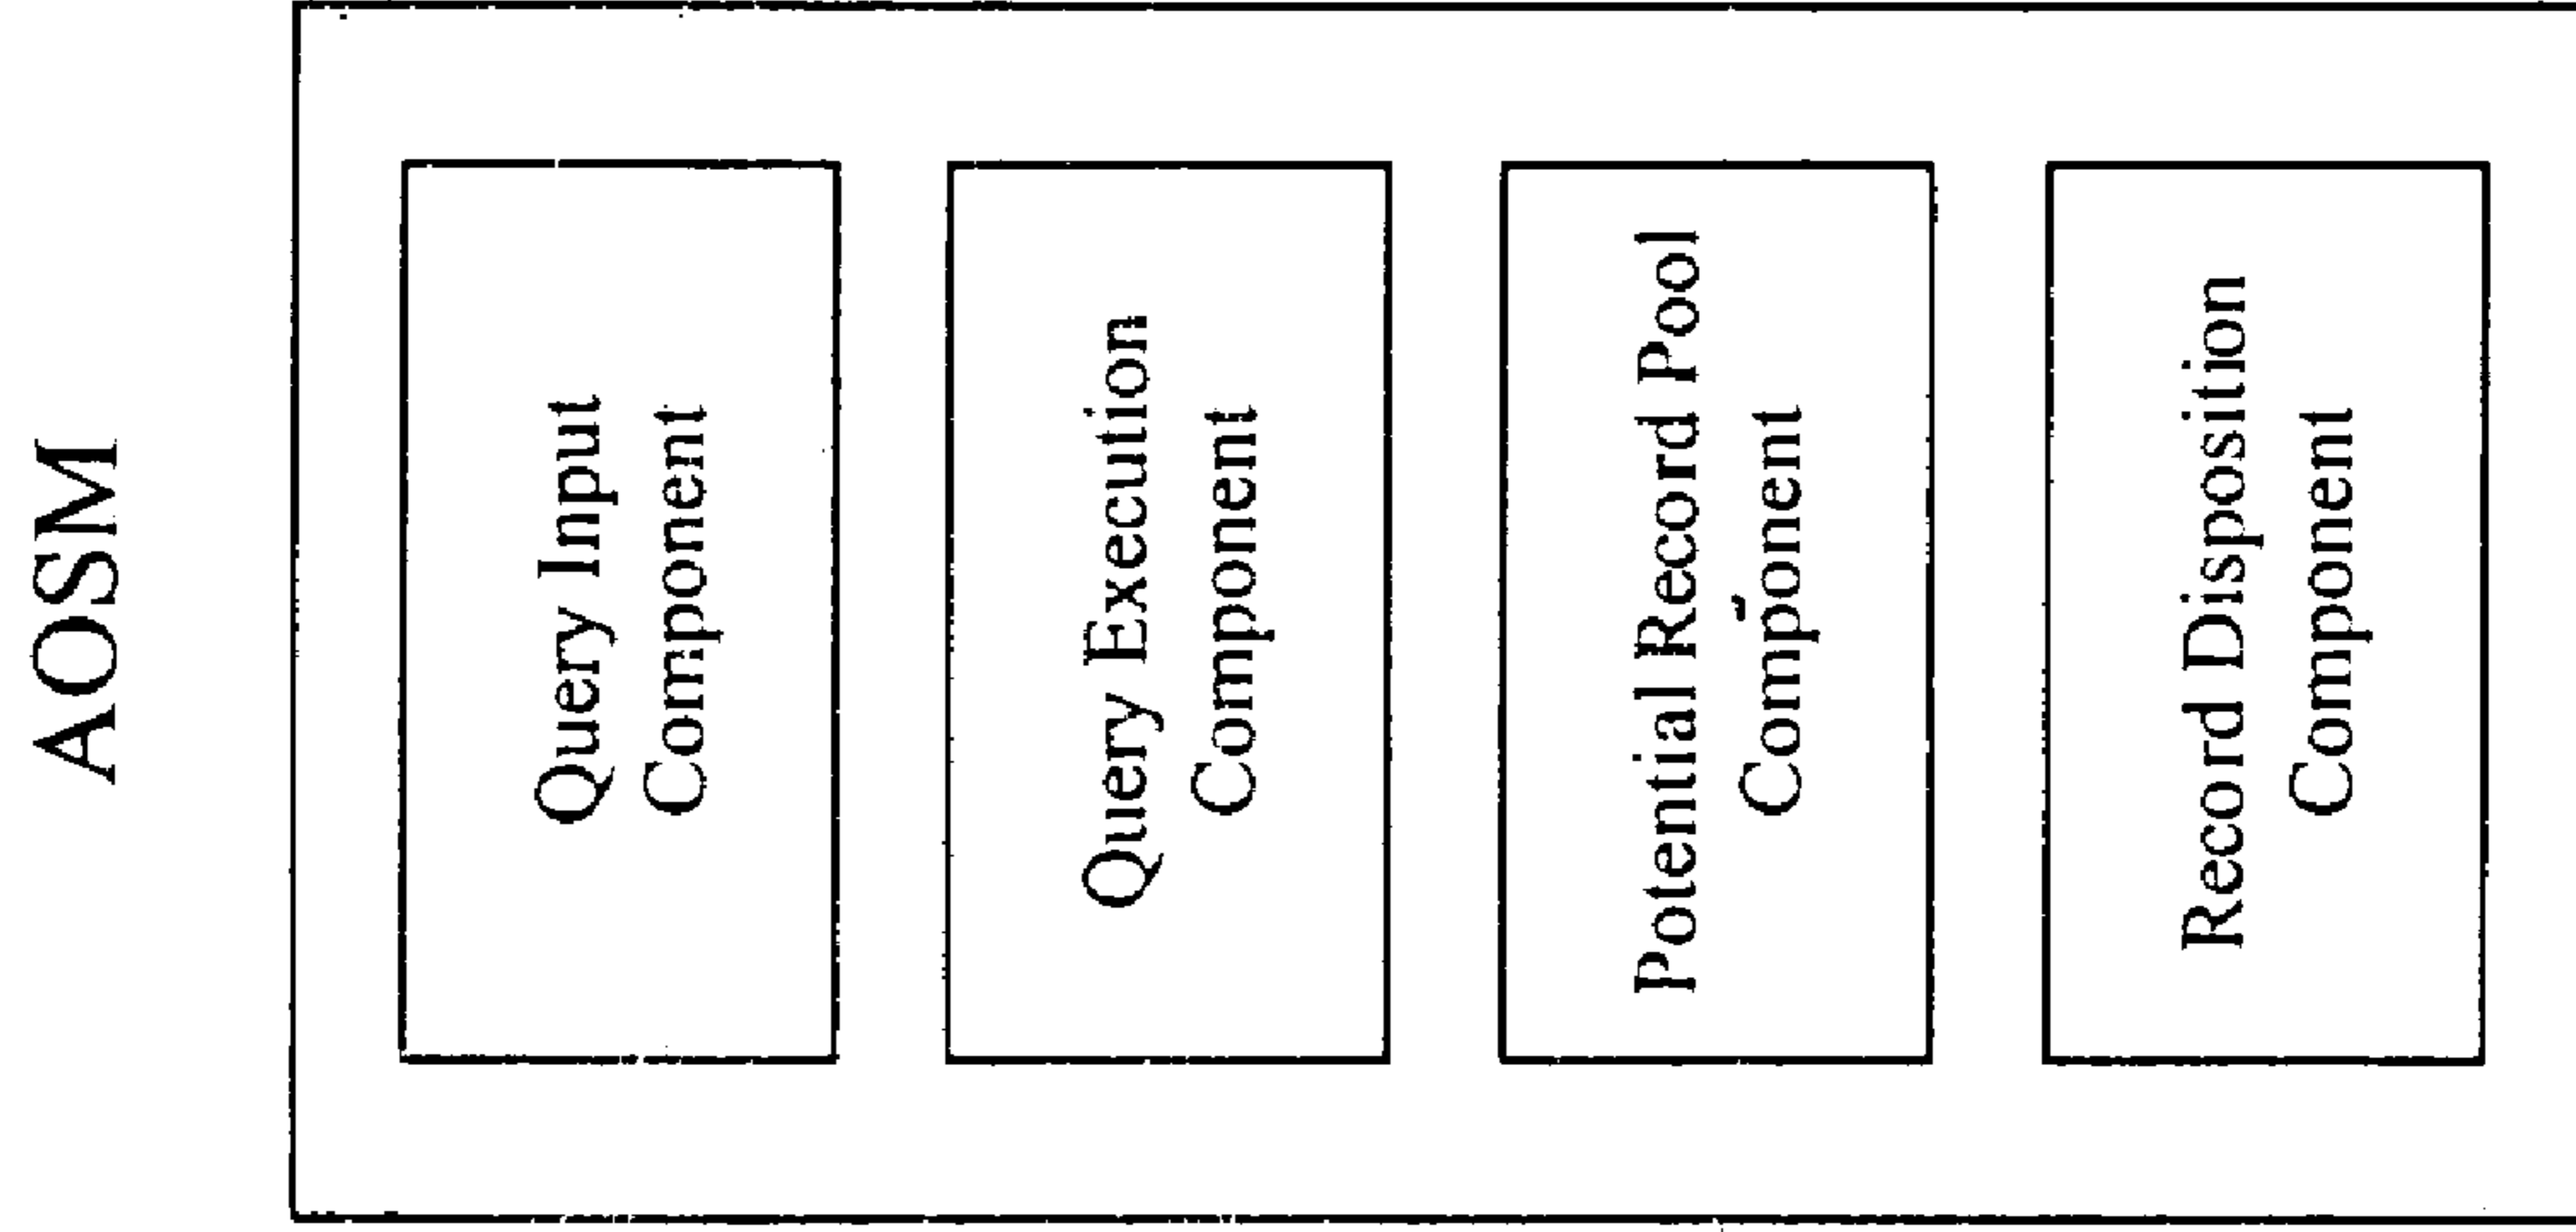 AOSM
Query Input
Component
Query Execution
Component
Potential Record Pool
Component
Record Disposition
Component